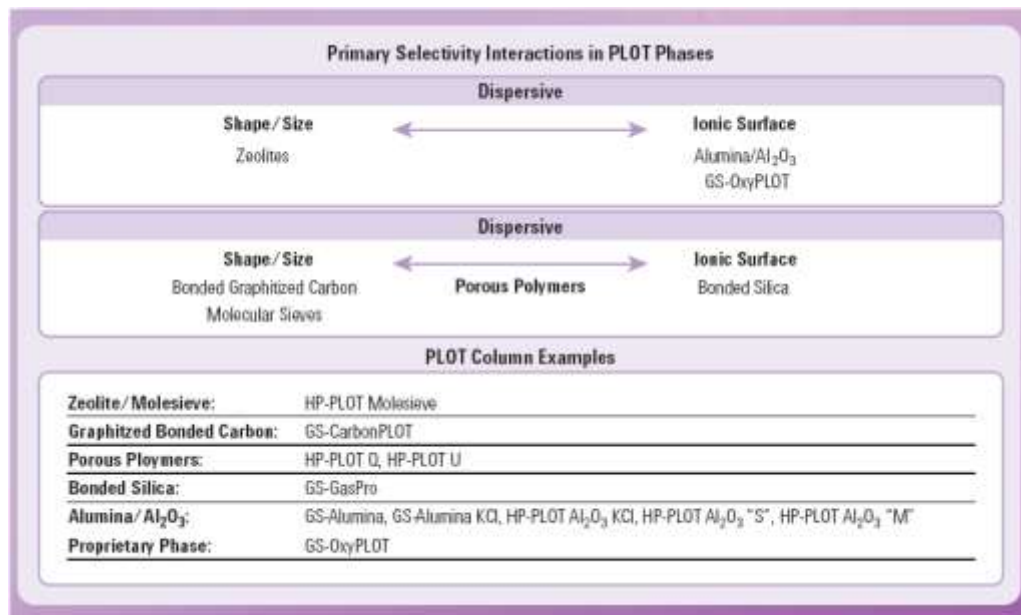 Primary Selectivity Interactions in PLOT Phases
Dispersive
Shape/Size Ionic Surface
Zeolites Alumina/Al₂O₃
GS-OxyPLOT
Dispersive
Shape/Size Ionic Surface
Bonded Graphitized Carbon Porous Polymers Bonded Silica
Molecular Sieves
PLOT Column Examples
Zeolite/Molesieve: HP-PLOT Molesieve
Graphitzed Bonded Carbon: GS-CarbonPLOT
Porous Ploymers: HP-PLOT Q, HP-PLOT U
Bonded Silica: GS-GasPro
Alumina/Al₂O₃: GS-Alumina, GS-Alumina KCl, HP-PLOT Al₂O₃ KCl, HP-PLOT Al₂O₃ "S", HP-PLOT Al₂O₃ "M"
Proprietary Phase: GS-OxyPLOT